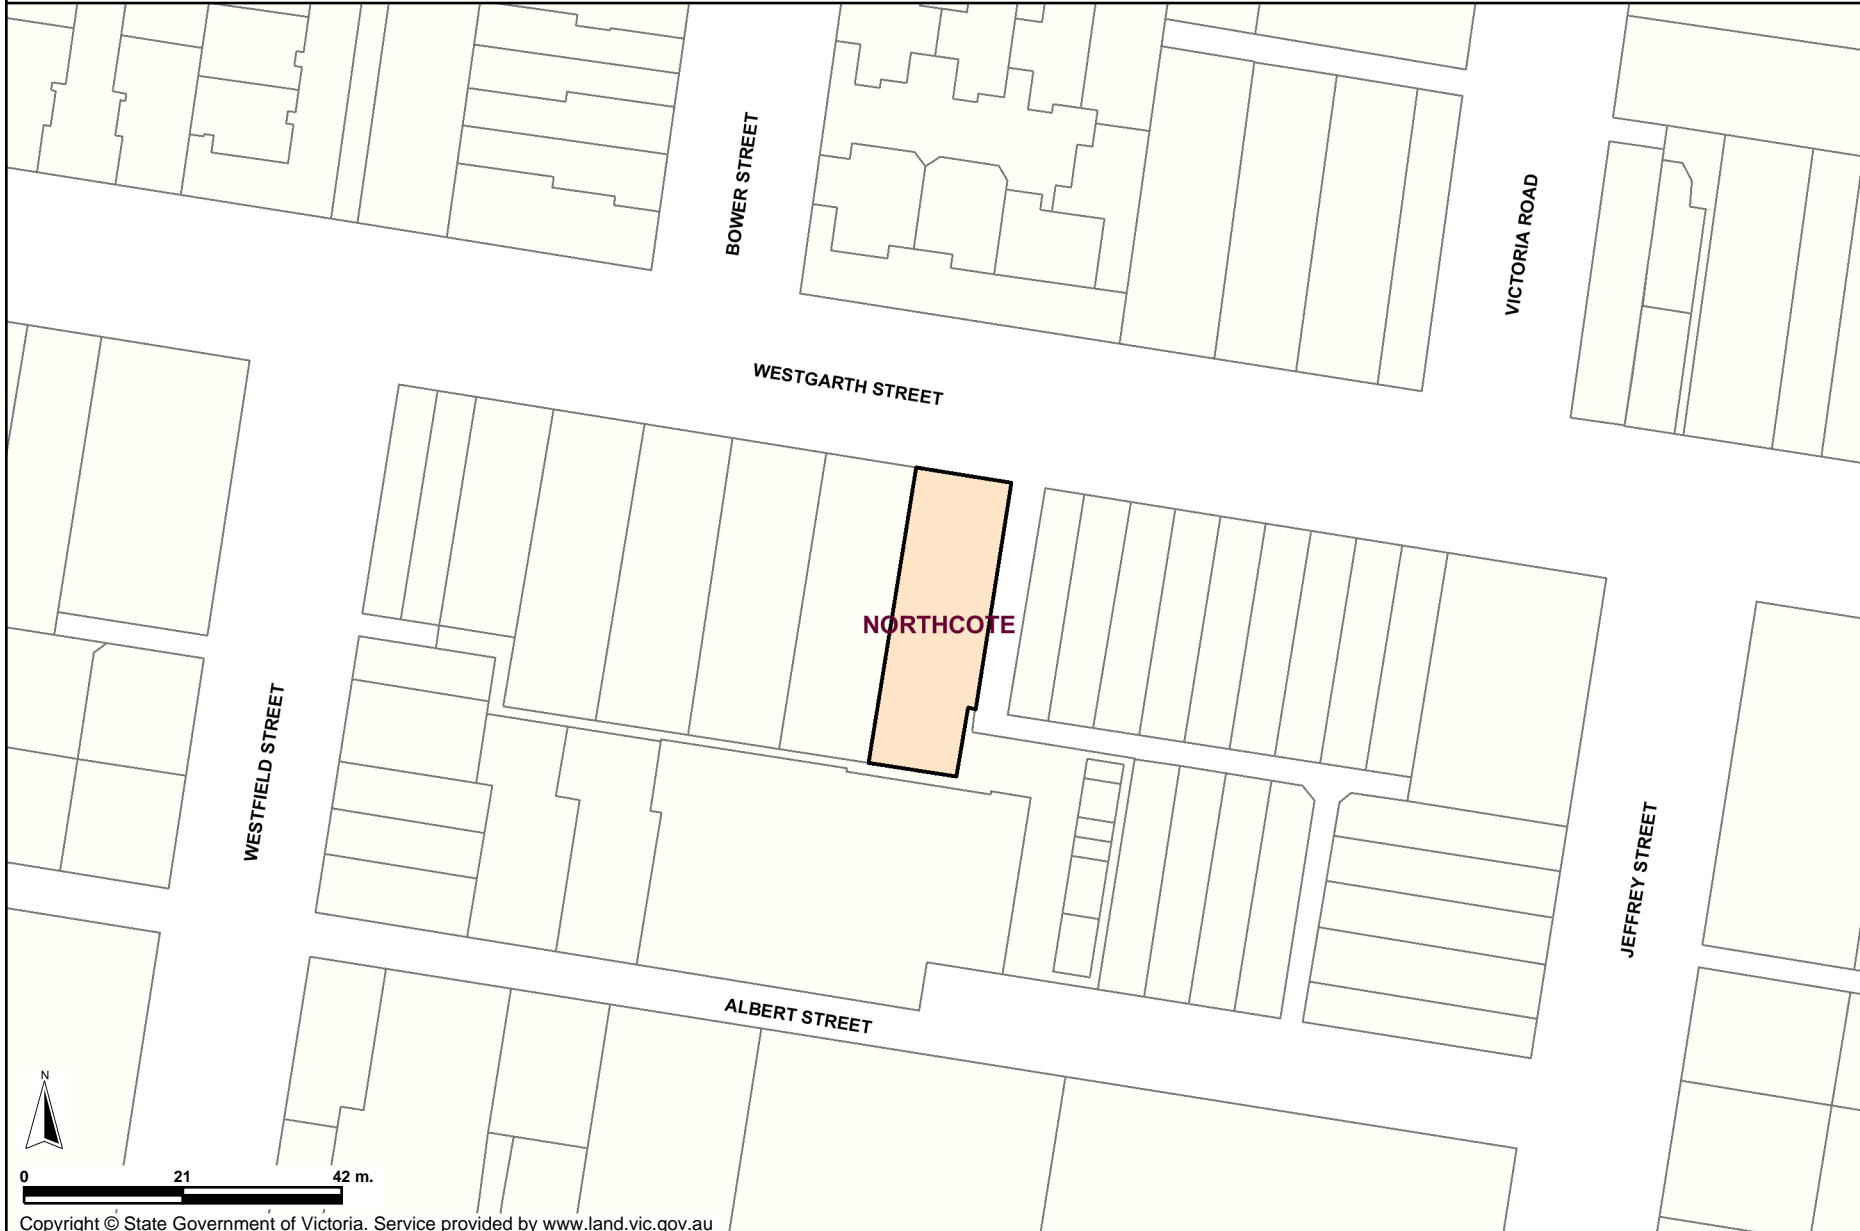 BOWER STREET
VICTORIA ROAD
WESTGARTH STREET
NORTHCOTE
WESTFIELD STREET
JEFFREY STREET
ALBERT STREET
N
0 21 42 m.
Copyright © State Government of Victoria. Service provided by www.land.vic.gov.au